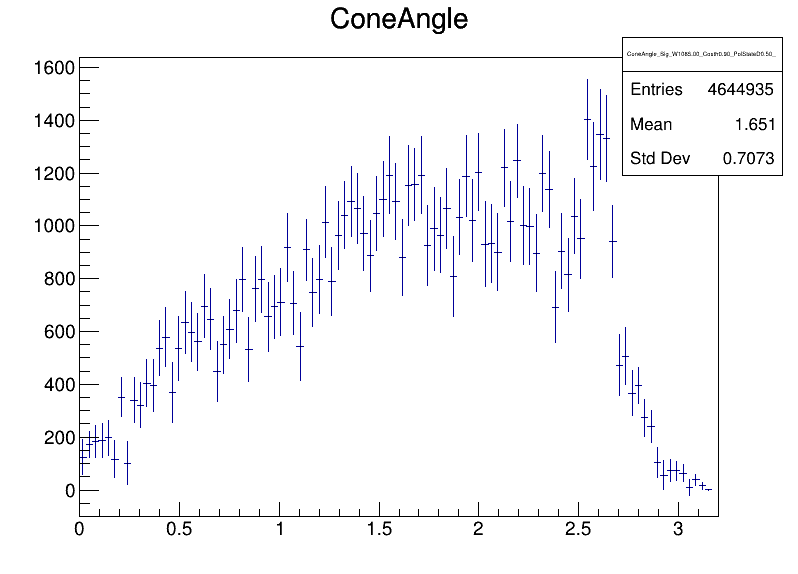 ConeAngle
ConeAngle_Sig_W1085.00_Costh0.90_PolStateD0.50_
Entries 4644935
Mean 1.651
Std Dev 0.7073
1600
1400
1200
1000
800
600
400
200
0
0 0.5 1 1.5 2 2.5 3